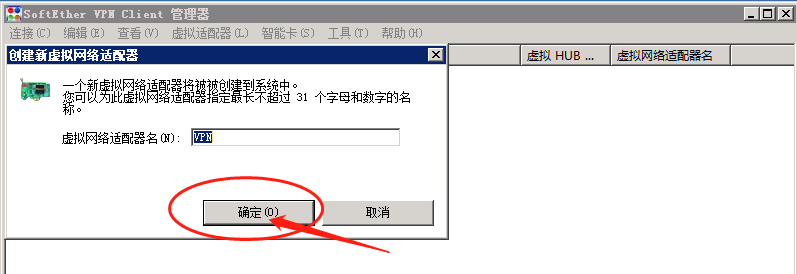 SoftEther VPN Client 管理器
连接(C) 编辑(E) 查看(V) 虚拟适配器(L) 智能卡(S) 工具(T) 帮助(H)
创建新虚拟网络适配器
虚拟 HUB ... 虚拟网络适配器名
一个新虚拟网络适配器将被被创建到系统中。
您可以为此虚拟网络适配器指定最长不超过 31 个字母和数字的名
称。
虚拟网络适配器名(N): VPN
确定(O) 取消